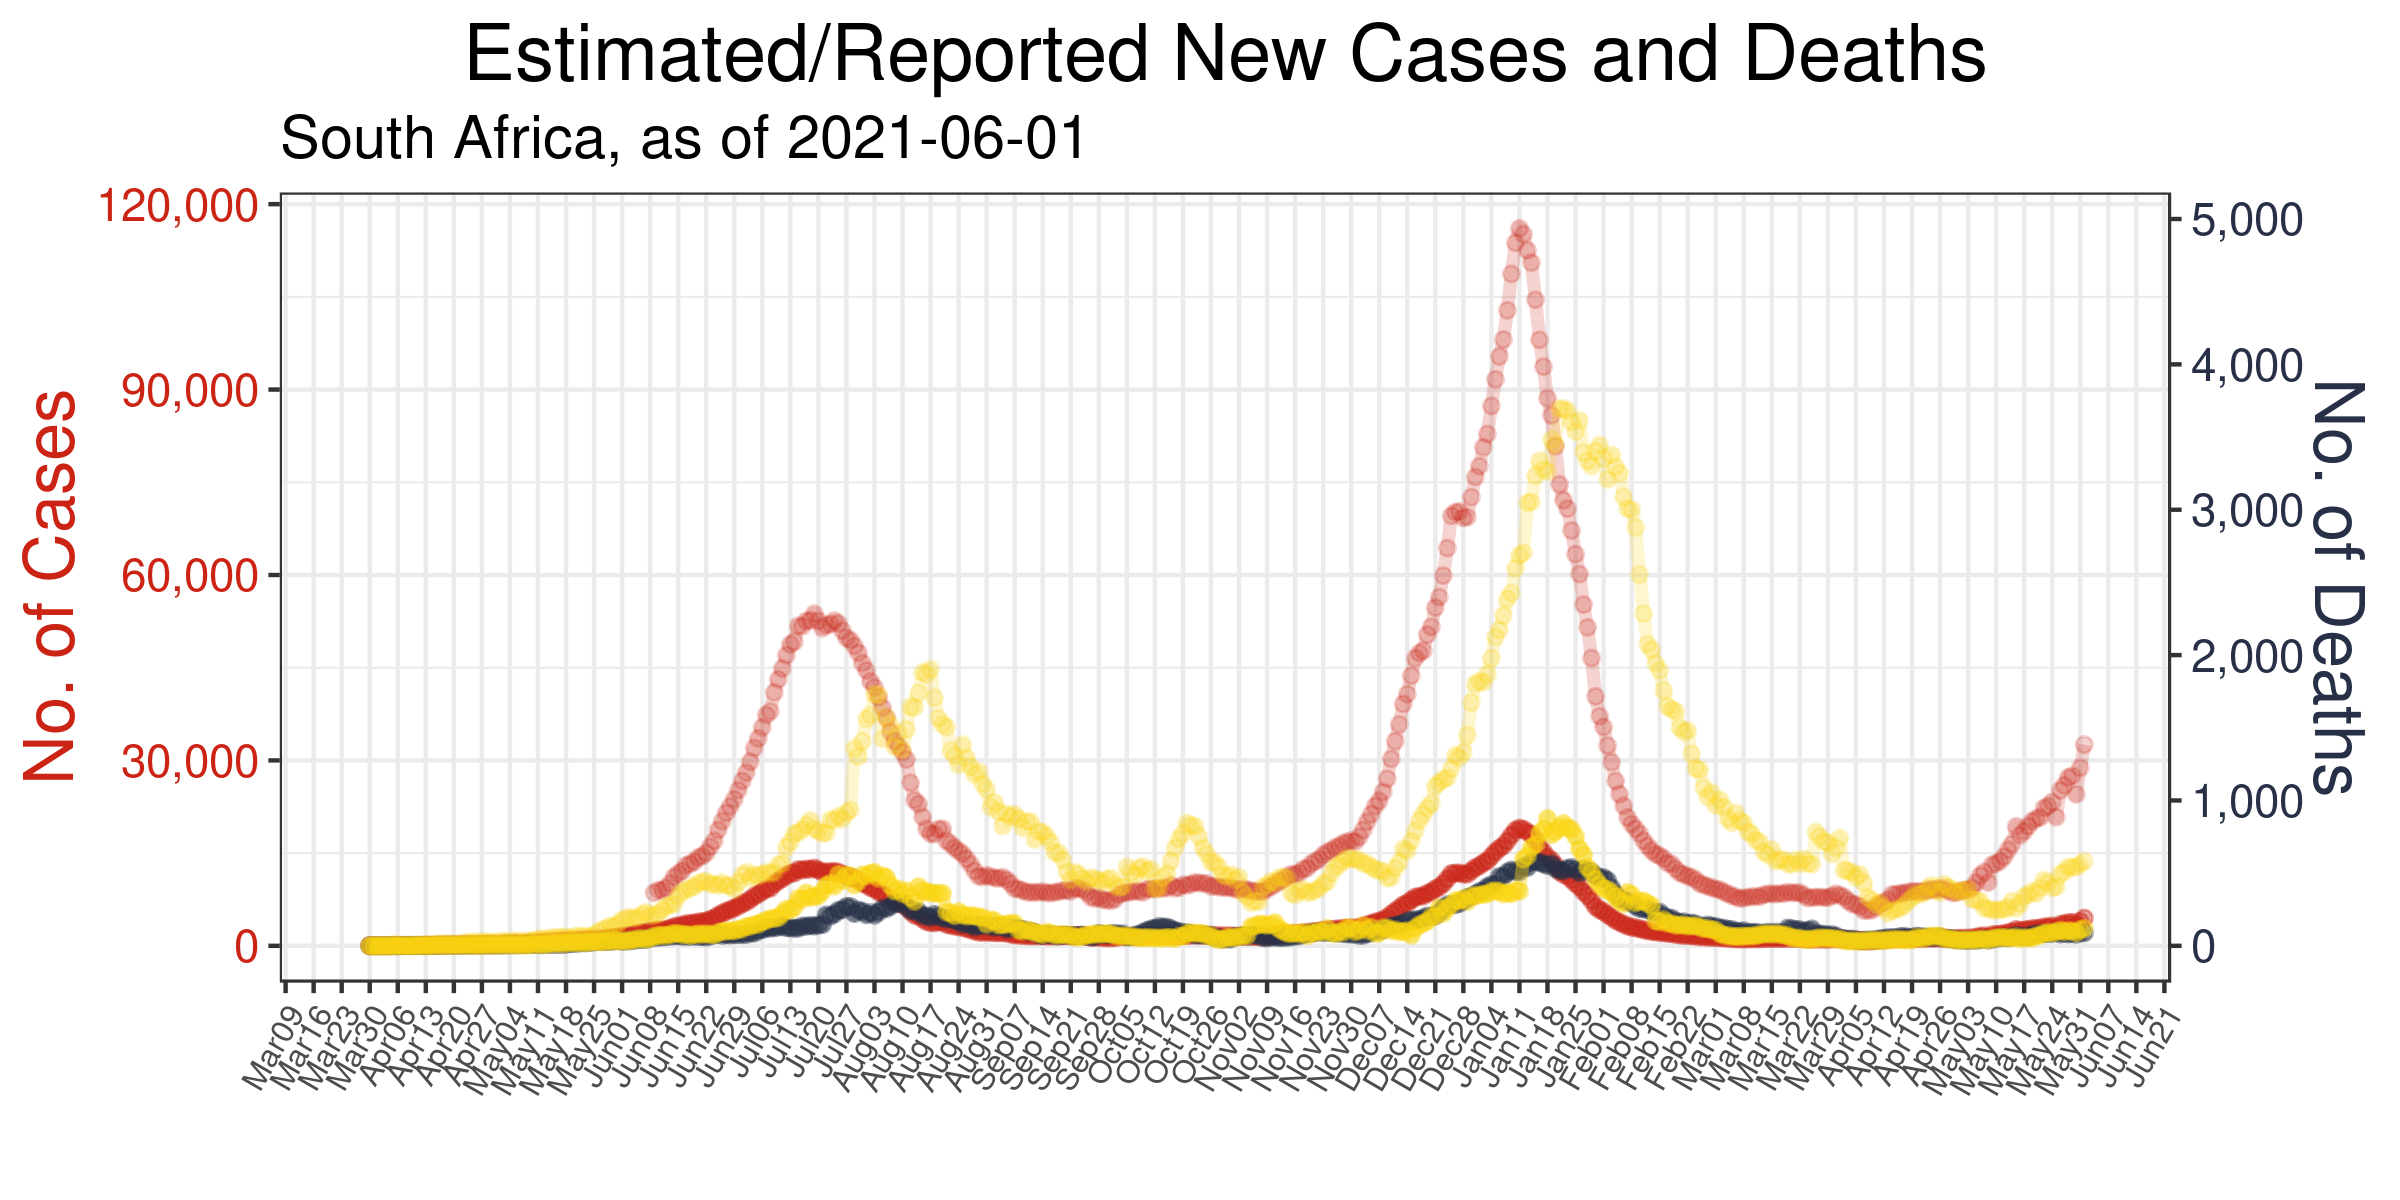 Estimated/Reported New Cases and Deaths
South Africa, as of 2021-06-01
No. of Cases
120,000
90,000
60,000
30,000
0
5,000
4,000
3,000
2,000
1,000
0
No. of Deaths
Mar09
Mar16
Mar23
Mar30
Apr06
Apr13
Apr20
Apr27
May04
May11
May18
May25
Jun01
Jun08
Jun15
Jun22
Jun29
Jul06
Jul13
Jul20
Jul27
Aug03
Aug10
Aug17
Aug24
Aug31
Sep07
Sep14
Sep21
Sep28
Oct05
Oct12
Oct19
Oct26
Nov02
Nov09
Nov16
Nov23
Nov30
Dec07
Dec14
Dec21
Dec28
Jan04
Jan11
Jan18
Jan25
Feb01
Feb08
Feb15
Feb22
Mar01
Mar08
Mar15
Mar22
Mar29
Apr05
Apr12
Apr19
Apr26
May03
May10
May17
May24
May31
Jun07
Jun14
Jun21